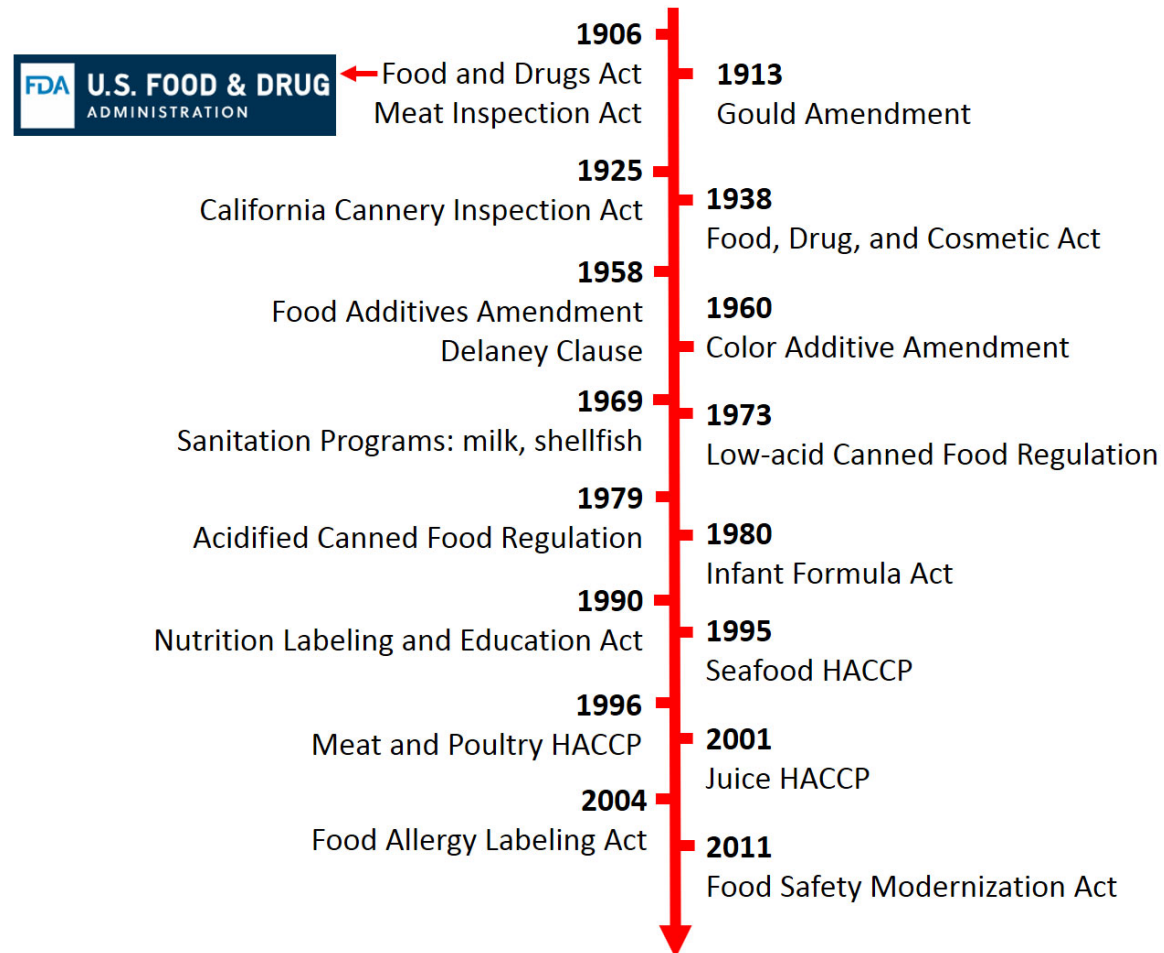 1906
FDA U.S. FOOD & DRUG
ADMINISTRATION
Food and Drugs Act
Meat Inspection Act
1913
Gould Amendment
1925
California Cannery Inspection Act
1938
Food, Drug, and Cosmetic Act
1958
Food Additives Amendment
Delaney Clause
1960
Color Additive Amendment
1969
Sanitation Programs: milk, shellfish
1973
Low-acid Canned Food Regulation
1979
Acidified Canned Food Regulation
1980
Infant Formula Act
1990
Nutrition Labeling and Education Act
1995
Seafood HACCP
1996
Meat and Poultry HACCP
2001
Juice HACCP
2004
Food Allergy Labeling Act
2011
Food Safety Modernization Act